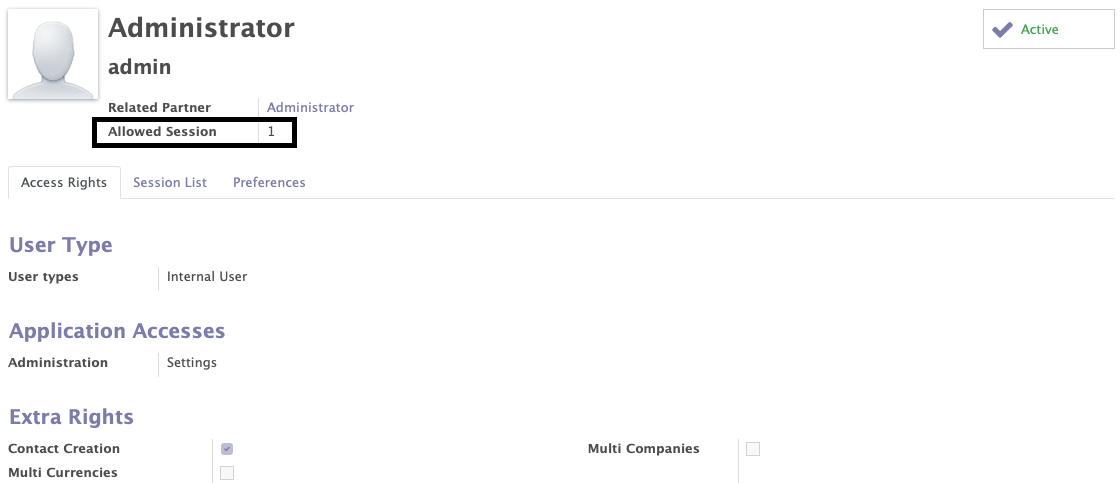 Administrator
Active
admin
Related Partner Administrator
Allowed Session 1
Access Rights Session List Preferences
User Type
User types Internal User
Application Accesses
Administration Settings
Extra Rights
Contact Creation Multi Companies
Multi Currencies